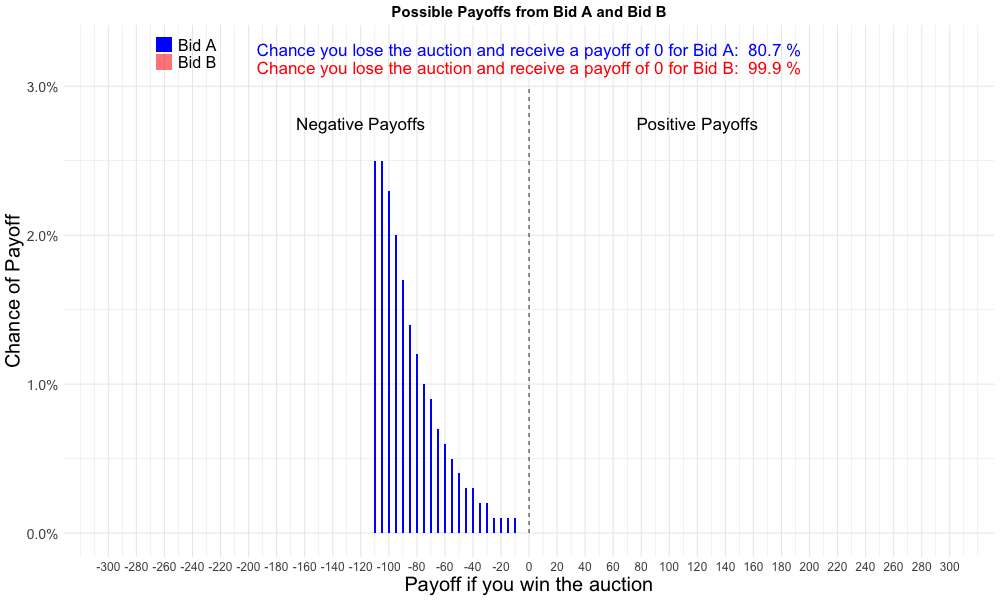 Possible Payoffs from Bid A and Bid B
Bid A
Bid B
Chance you lose the auction and receive a payoff of 0 for Bid A: 80.7 %
Chance you lose the auction and receive a payoff of 0 for Bid B: 99.9 %
Negative Payoffs
Positive Payoffs
Chance of Payoff
3.0%
2.0%
1.0%
0.0%
-300 -280 -260 -240 -220 -200 -180 -160 -140 -120 -100 -80 -60 -40 -20 0 20 40 60 80 100 120 140 160 180 200 220 240 260 280 300
Payoff if you win the auction